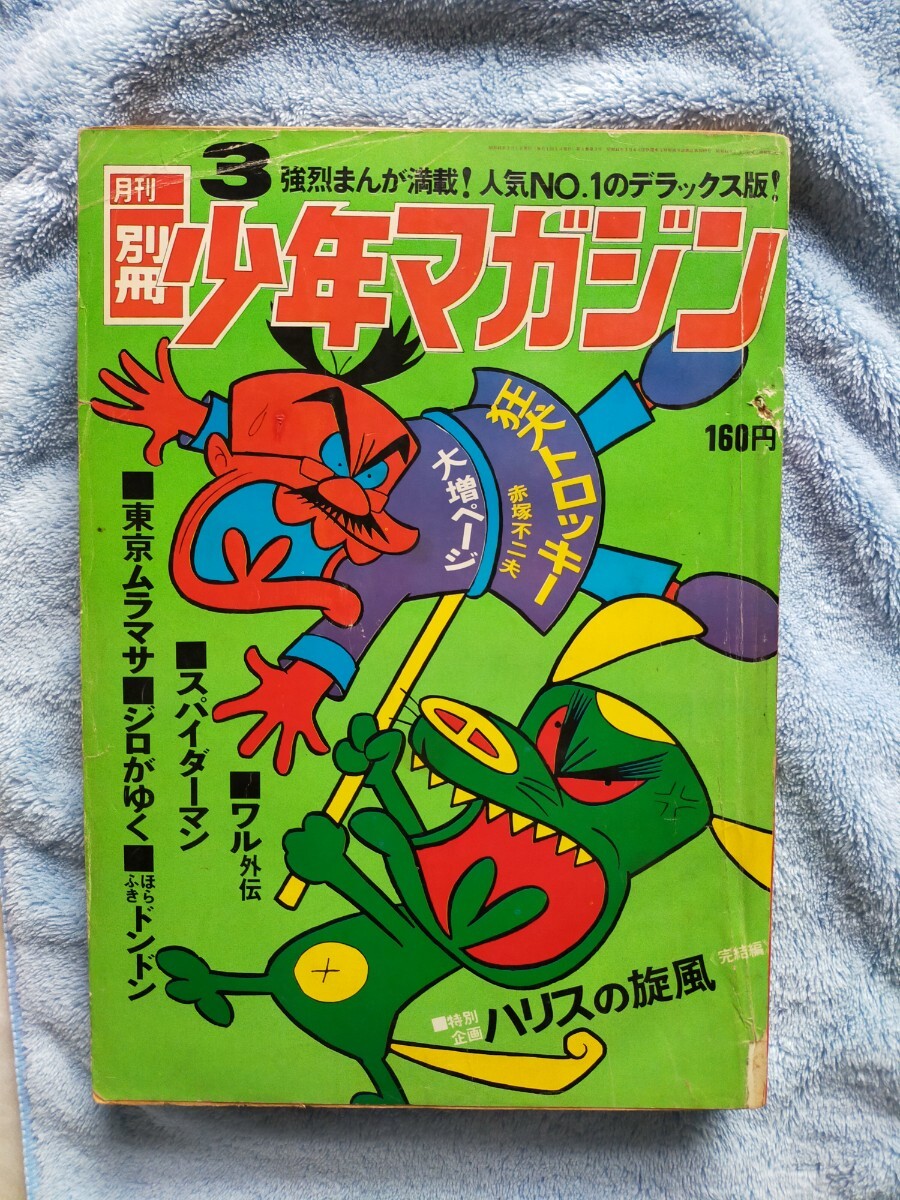 3
強烈まんが満載!人気NO.1のデラックス版!
月刊
別冊
少年マガジン
160円
狂犬トロッキー
赤塚不二夫
大増ページ
■東京ムラマサ■ジロがゆく■ほらふきドンドン
■スパイダーマン
■ワル外伝
■特別企画 ハリスの旋風 完結編